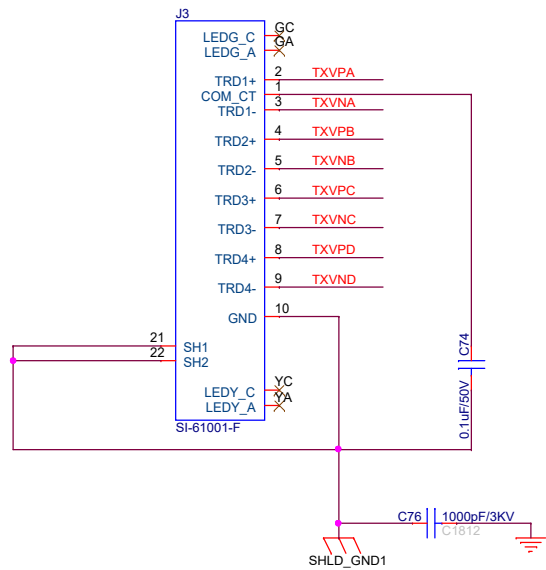 J3
GC
LEDG_C
GA
LEDG_A
2 TXVPA
TRD1+
1
COM_CT
3 TXVNA
TRD1-
4 TXVPB
TRD2+
5 TXVNB
TRD2-
6 TXVPC
TRD3+
7 TXVNC
TRD3-
8 TXVPD
TRD4+
9 TXVND
TRD4-
10
GND
21
SH1
22
SH2
C74
0.1uF/50V
YC
LEDY_C
YA
LEDY_A
SI-61001-F
C76 1000pF/3KV
C1812
SHLD_GND1